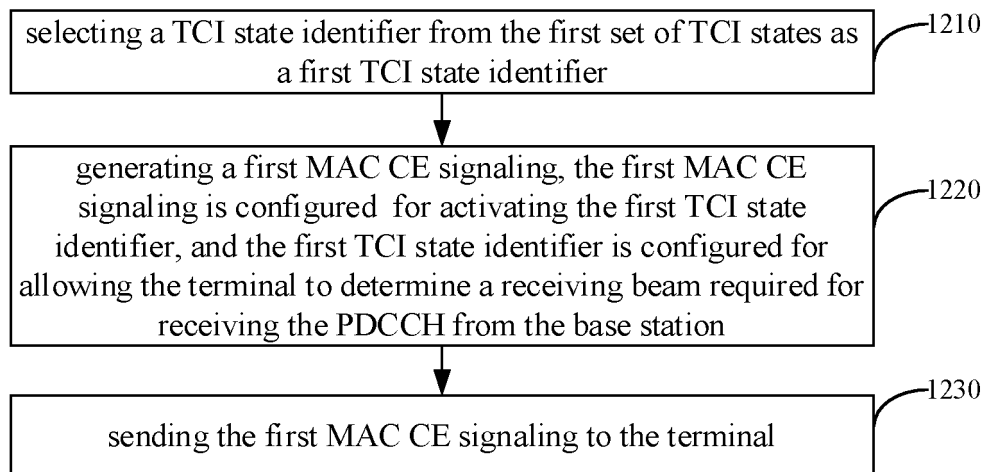 selecting a TCI state identifier from the first set of TCI states as
a first TCI state identifier
1210
generating a first MAC CE signaling, the first MAC CE
signaling is configured for activating the first TCI state
identifier, and the first TCI state identifier is configured for
allowing the terminal to determine a receiving beam required for
receiving the PDCCH from the base station
1220
sending the first MAC CE signaling to the terminal
1230